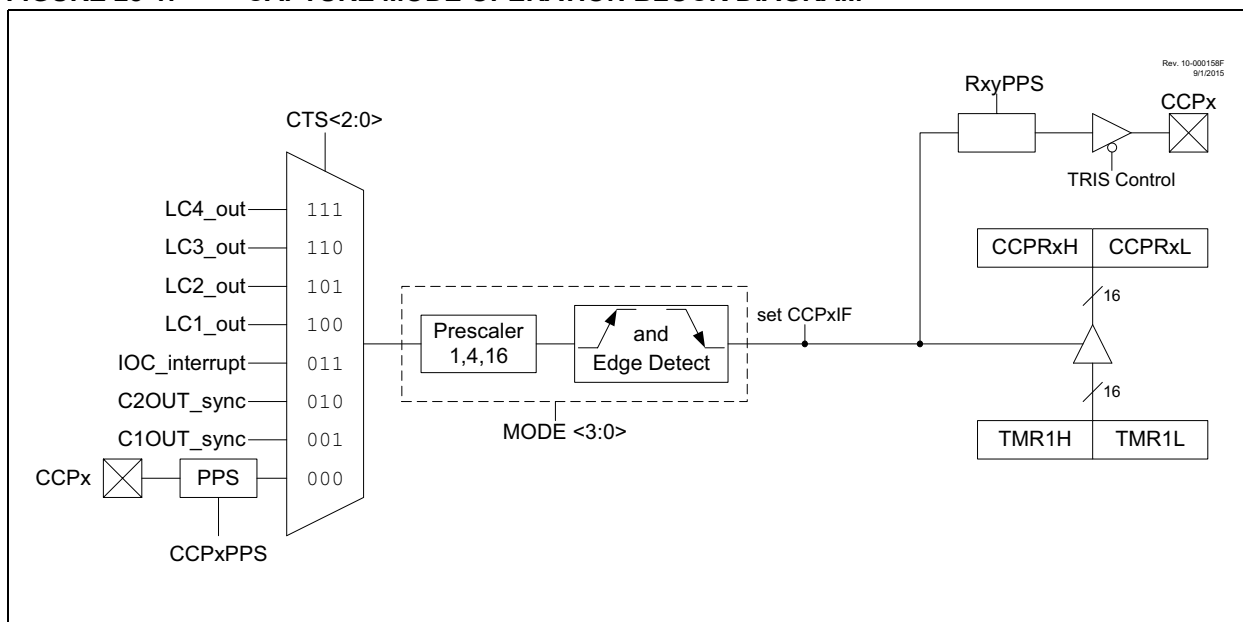 Rev. 10-000158F
9/1/2015
RxyPPS
CCPx
CTS<2:0>
TRIS Control
LC4_out 111
LC3_out 110
LC2_out 101
LC1_out 100
IOC_interrupt 011
C2OUT_sync 010
C1OUT_sync 001
CCPx PPS 000
CCPxPPS
Prescaler
1,4,16
and
Edge Detect
MODE <3:0>
set CCPxIF
CCPRxH CCPRxL
16
16
TMR1H TMR1L